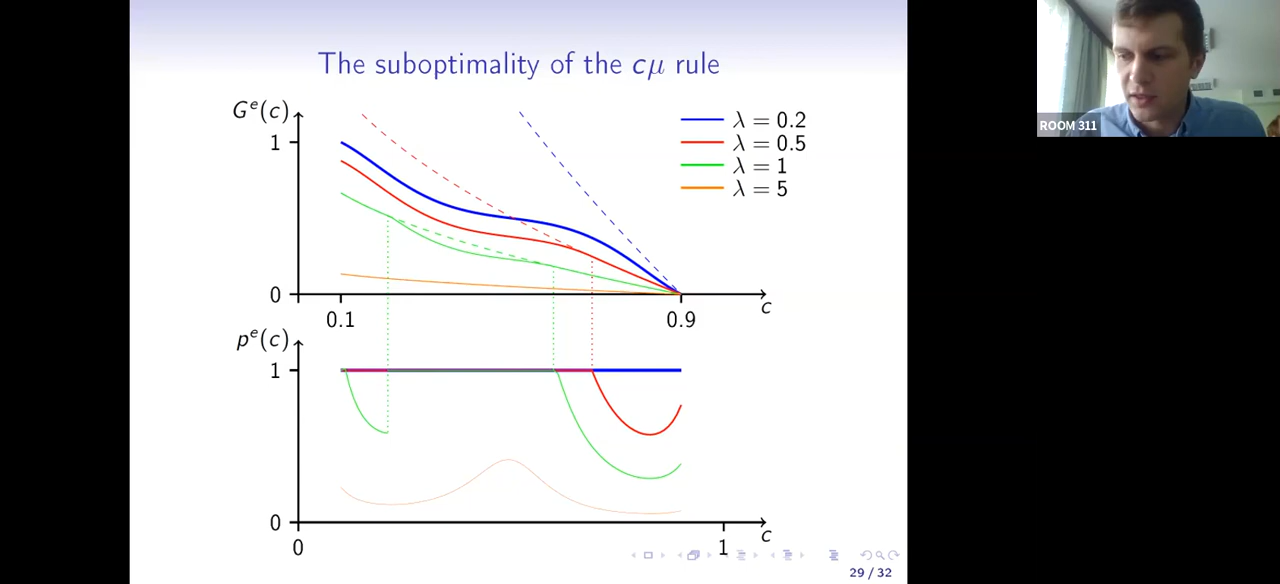 The suboptimality of the cμ rule
Gᵉ(c)
1
0
0.1
0.9
c
λ = 0.2
λ = 0.5
λ = 1
λ = 5
pᵉ(c)
1
0
0
1
c
29 / 32
ROOM 311